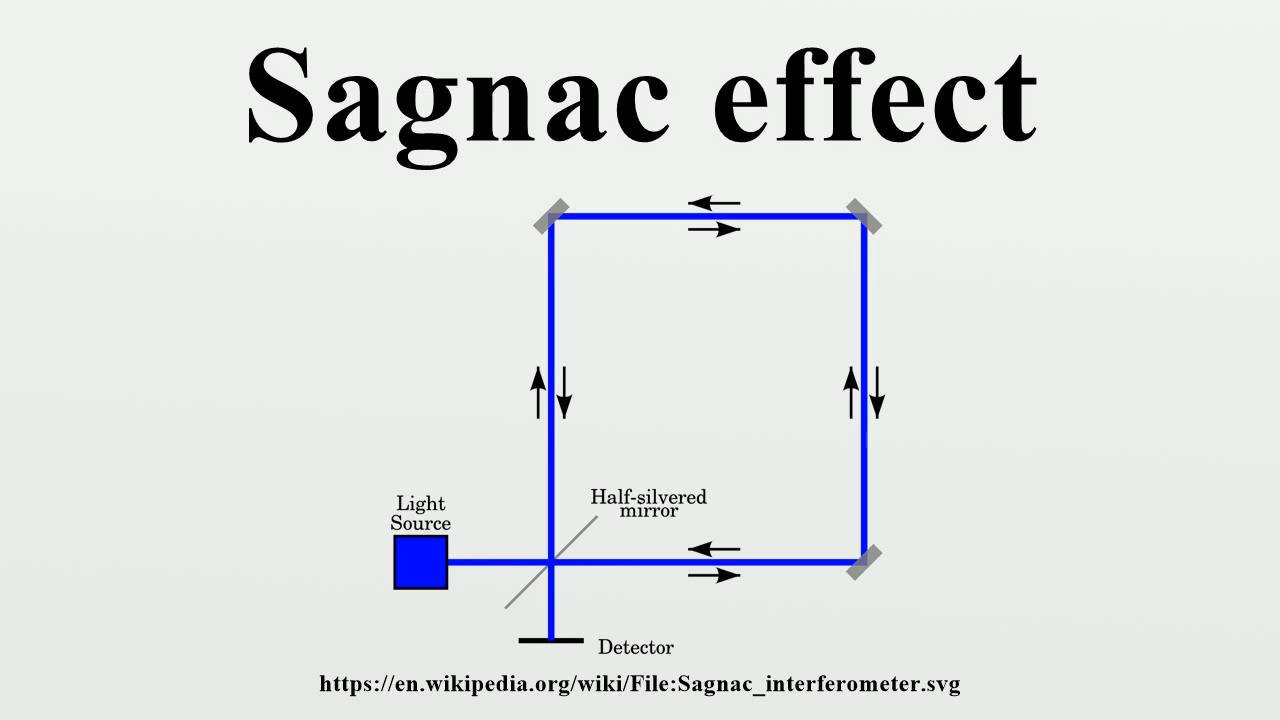 Sagnac effect
Light
Source
Half-silvered
mirror
Detector
https://en.wikipedia.org/wiki/File:Sagnac_interferometer.svg